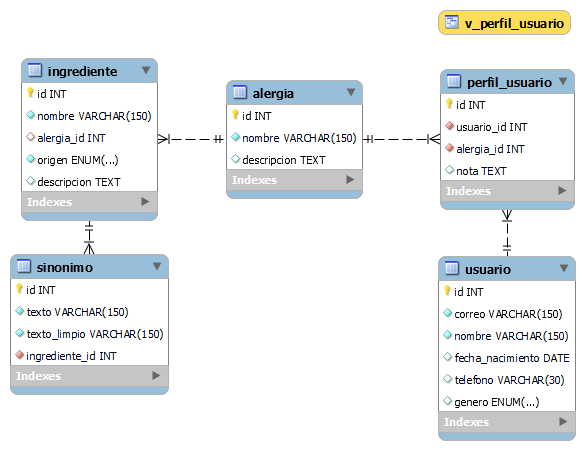 v_perfil_usuario
ingrediente
id INT
nombre VARCHAR(150)
alergia_id INT
origen ENUM(...)
descripcion TEXT
Indexes
alergia
id INT
nombre VARCHAR(150)
descripcion TEXT
Indexes
perfil_usuario
id INT
usuario_id INT
alergia_id INT
nota TEXT
Indexes
sinonimo
id INT
texto VARCHAR(150)
texto_limpio VARCHAR(150)
ingrediente_id INT
Indexes
usuario
id INT
correo VARCHAR(150)
nombre VARCHAR(150)
fecha_nacimiento DATE
telefono VARCHAR(30)
genero ENUM(...)
Indexes